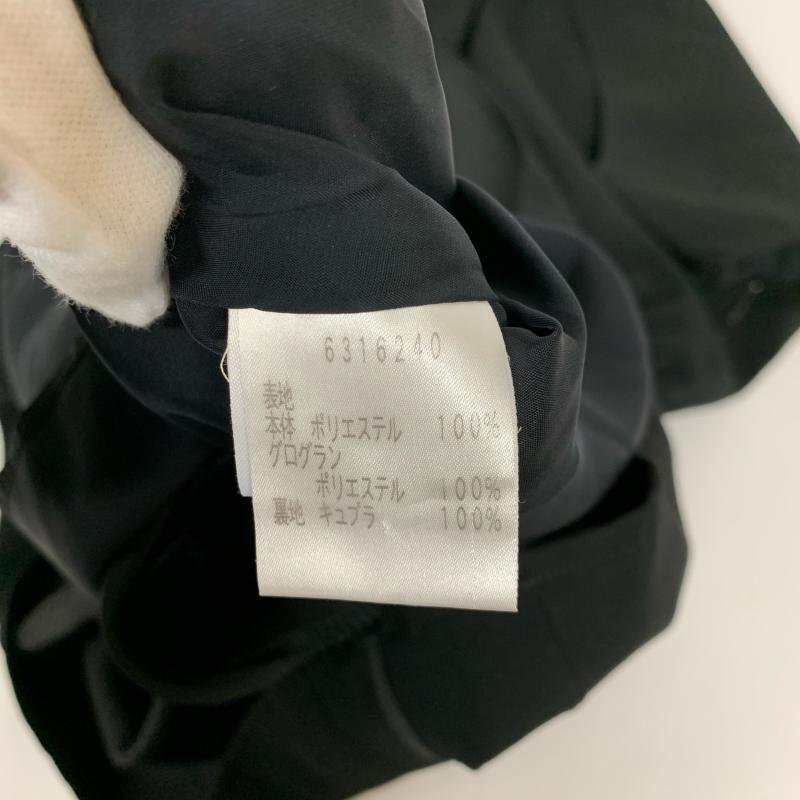 6316240
表地
本体 ポリエステル 100%
グログラン
ポリエステル 100%
裏地 キュプラ 100%